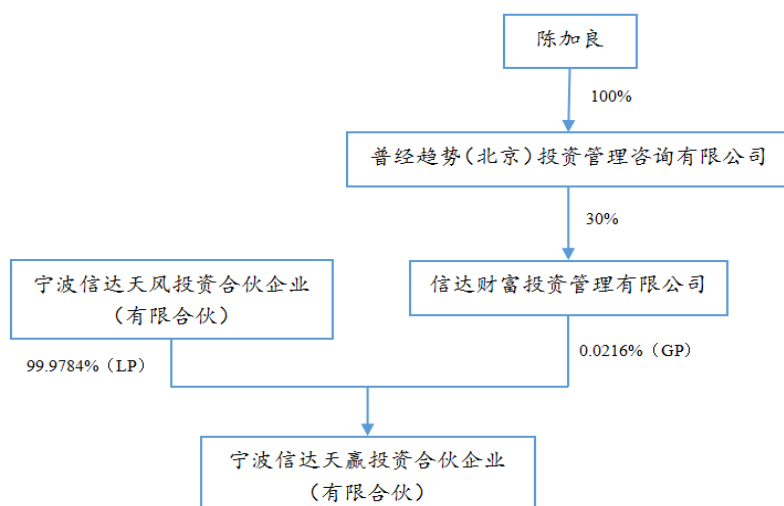 陈加良
100%
普经趋势（北京）投资管理咨询有限公司
30%
宁波信达天风投资合伙企业
（有限合伙）
信达财富投资管理有限公司
99.9784%（LP）
0.0216%（GP）
宁波信达天赢投资合伙企业
（有限合伙）